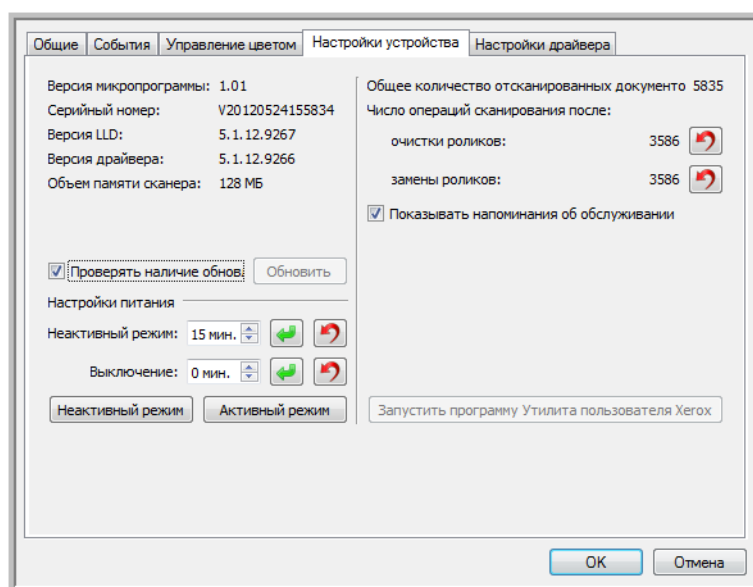 Общие События Управление цветом Настройки устройства Настройки драйвера
Версия микропрограммы: 1.01
Серийный номер: V20120524155834
Версия LLD: 5.1.12.9267
Версия драйвера: 5.1.12.9266
Объем памяти сканера: 128 МБ
Проверять наличие обнов. Обновить
Настройки питания
Неактивный режим: 15 мин.
Выключение: 0 мин.
Неактивный режим Активный режим
Общее количество отсканированных документо 5835
Число операций сканирования после:
очистки роликов: 3586
замены роликов: 3586
Показывать напоминания об обслуживании
Запустить программу Утилита пользователя Xerox
OK Отмена